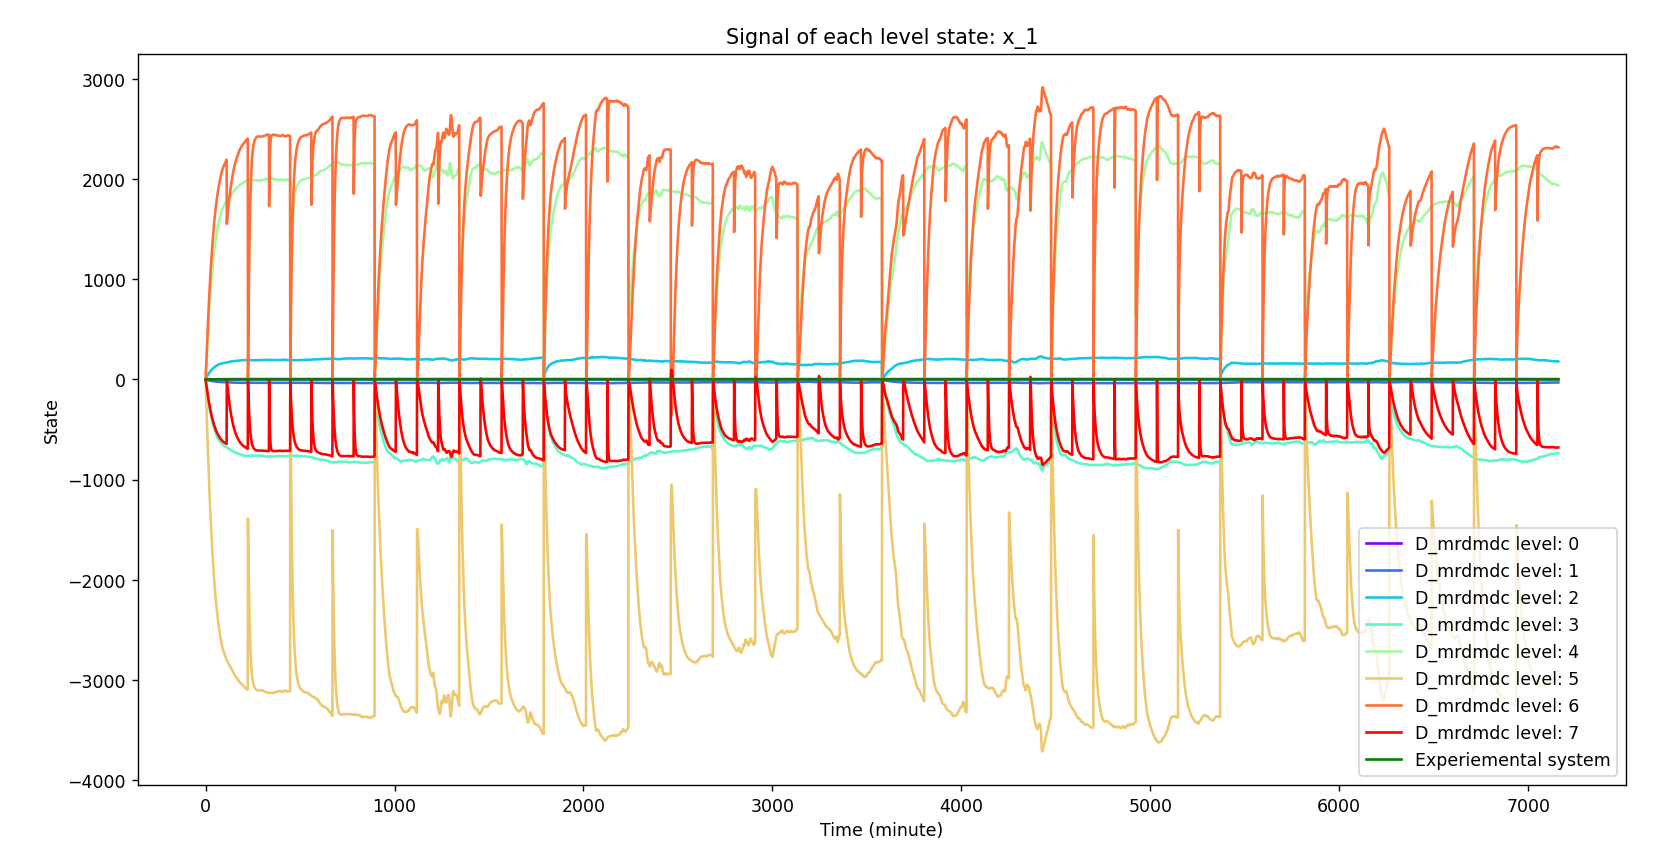 Signal of each level state: x_1
3000
2000
1000
0
−1000
−2000
−3000
−4000
State
0
1000
2000
3000
4000
5000
6000
7000
Time (minute)
D_mrdmdc level: 0
D_mrdmdc level: 1
D_mrdmdc level: 2
D_mrdmdc level: 3
D_mrdmdc level: 4
D_mrdmdc level: 5
D_mrdmdc level: 6
D_mrdmdc level: 7
Experiemental system